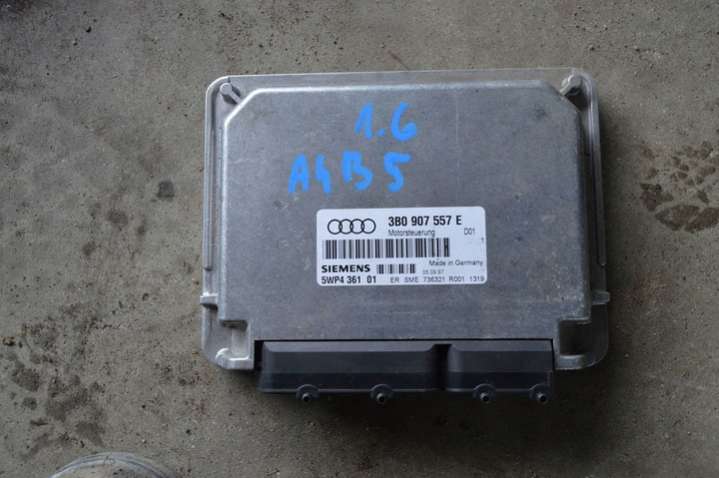 1.6
A4B5
3B0 907 557 E
Motorsteuerung D01
SIEMENS Made in Germany
5WP4 361 01 ER SME 736321 R001 1319